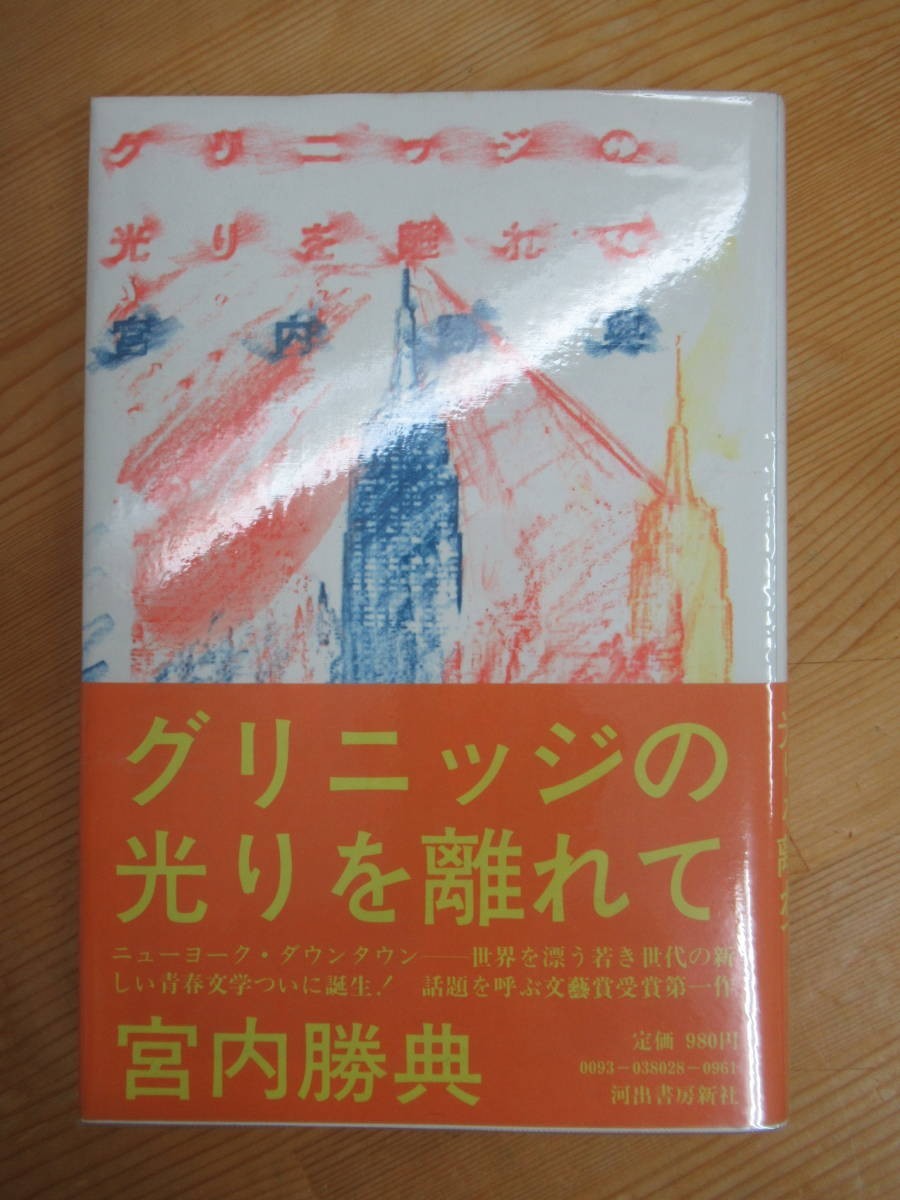 グリニッジの
光りを離れて
宮内勝典
グリニッジの
光りを離れて
ニューヨーク・ダウンタウン——世界を漂う若き世代の新
しい青春文学ついに誕生！ 話題を呼ぶ文藝賞受賞第一作
宮内勝典
定価 980円
0093−038028−0961
河出書房新社